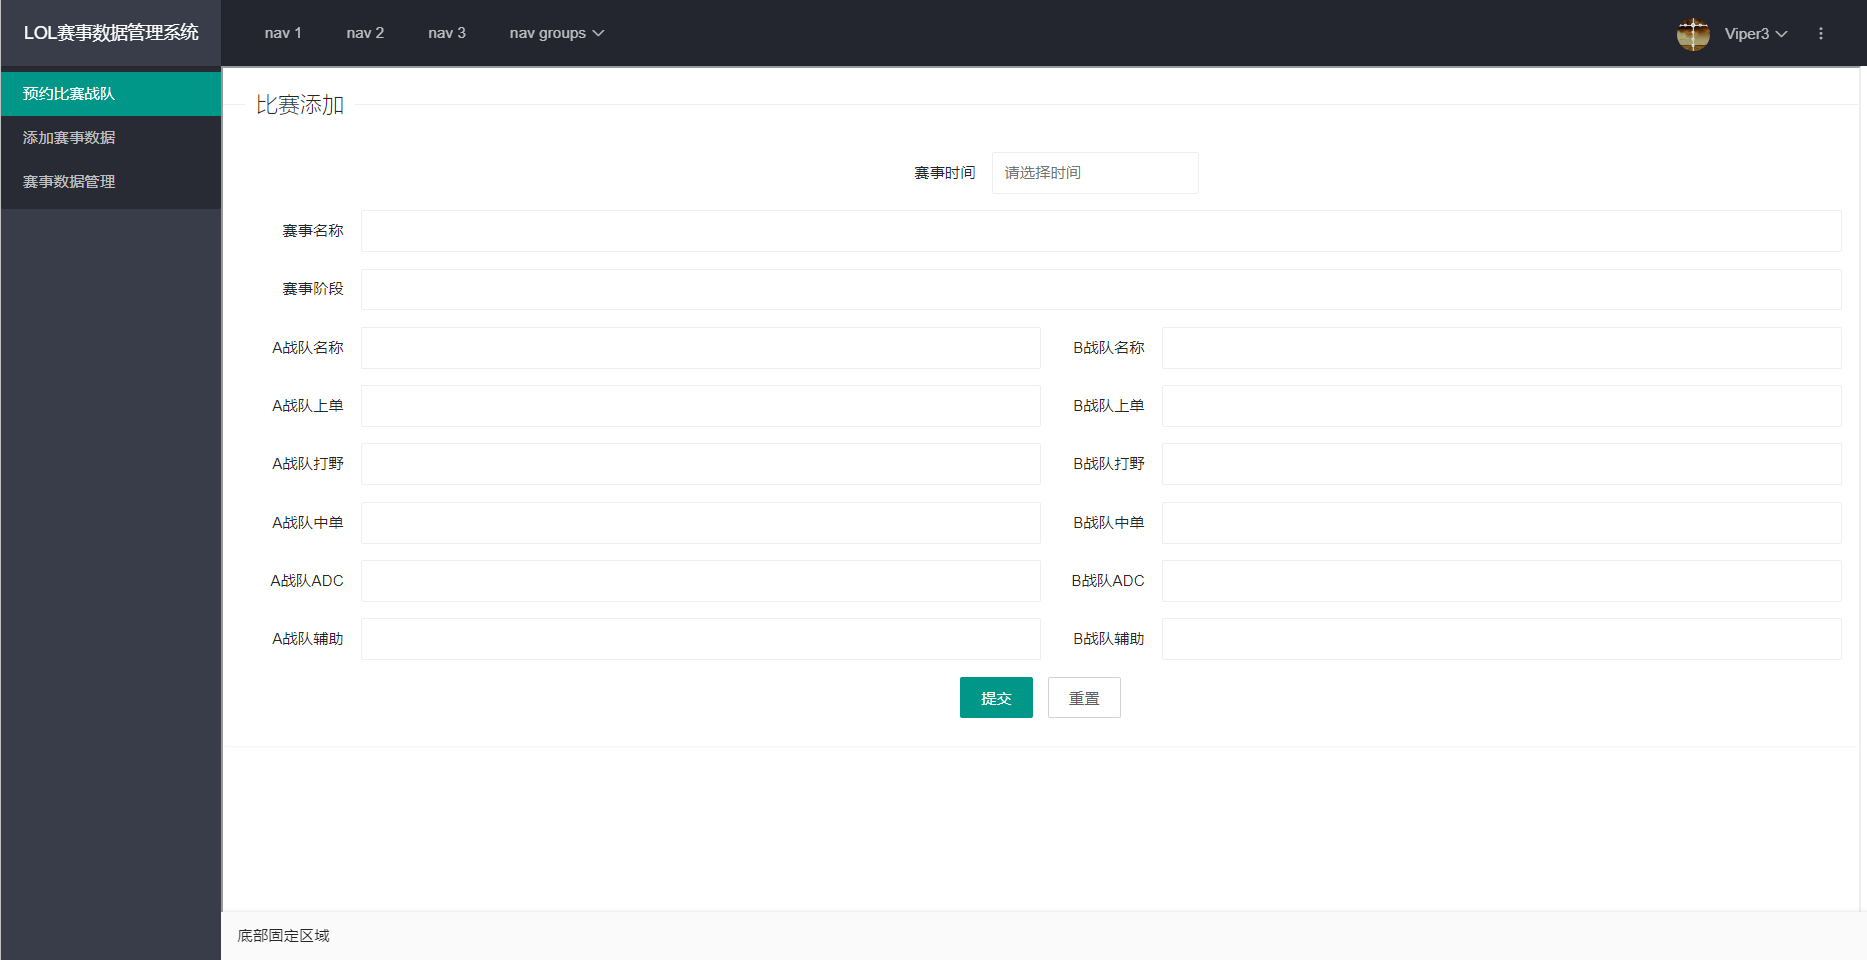 LOL赛事数据管理系统
nav 1 nav 2 nav 3 nav groups Viper3
预约比赛战队
添加赛事数据
赛事数据管理
比赛添加
赛事时间 请选择时间
赛事名称
赛事阶段
A战队名称 B战队名称
A战队上单 B战队上单
A战队打野 B战队打野
A战队中单 B战队中单
A战队ADC B战队ADC
A战队辅助 B战队辅助
提交 重置
底部固定区域